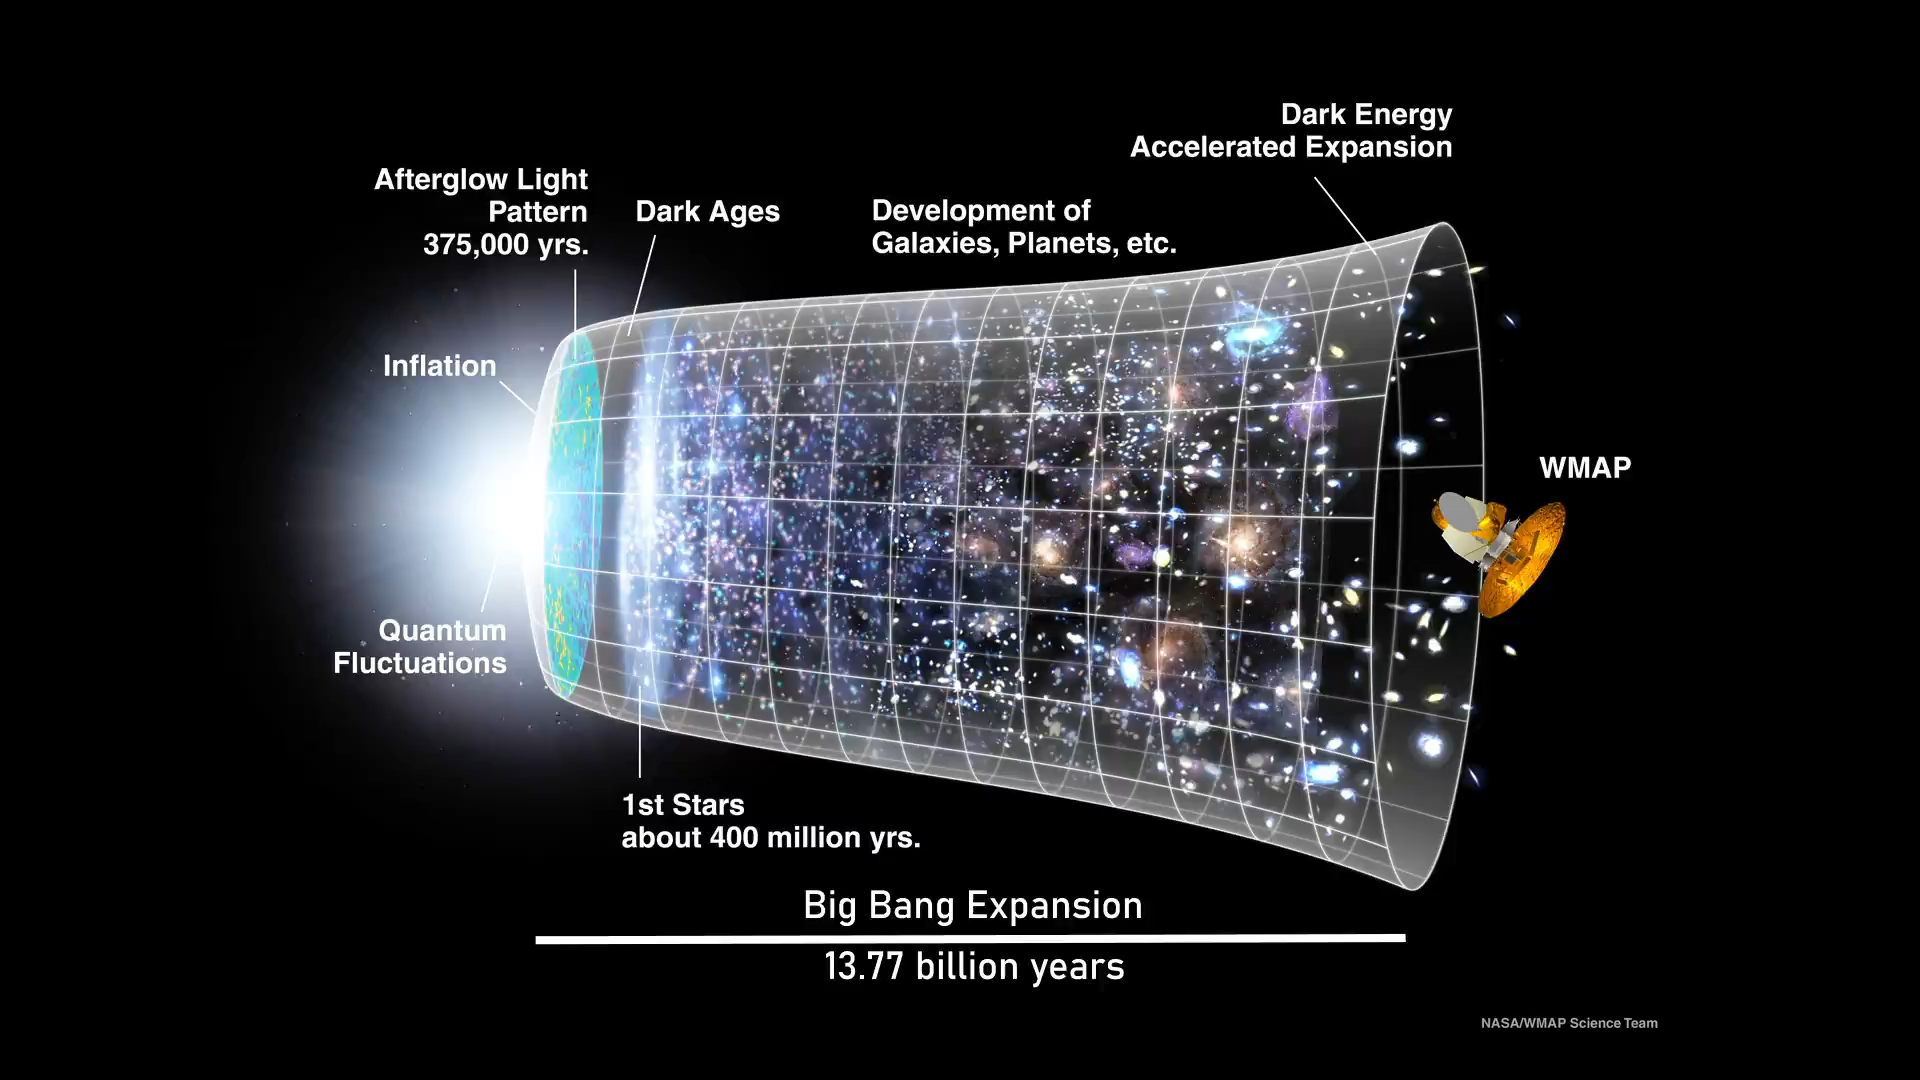 Dark Energy
Accelerated Expansion
Afterglow Light
Pattern
375,000 yrs.
Dark Ages
Development of
Galaxies, Planets, etc.
Inflation
WMAP
Quantum
Fluctuations
1st Stars
about 400 million yrs.
Big Bang Expansion
13.77 billion years
NASA/WMAP Science Team